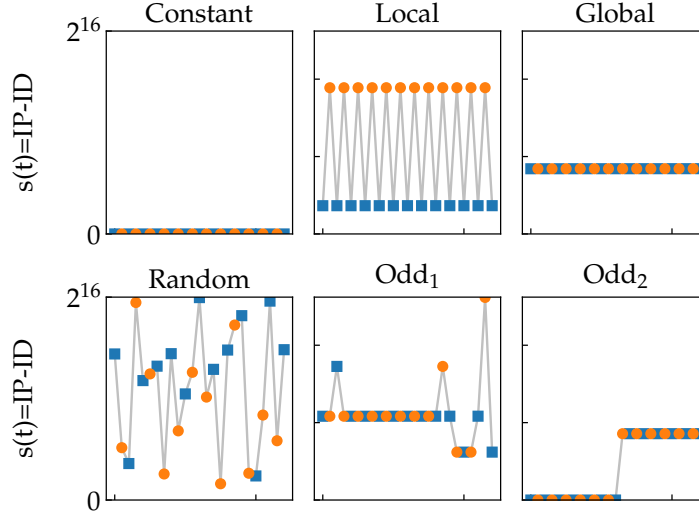 Constant Local Global
2^16
s(t)=IP-ID
0
Random Odd₁ Odd₂
2^16
s(t)=IP-ID
0